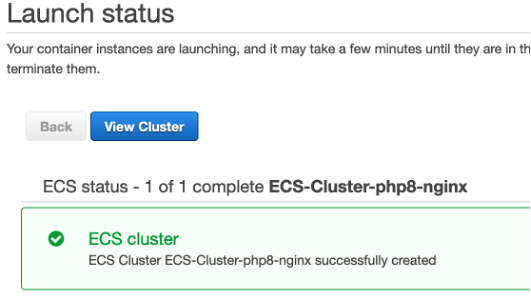 Launch status
Your container instances are launching, and it may take a few minutes until they are in th
terminate them.
Back
View Cluster
ECS status - 1 of 1 complete ECS-Cluster-php8-nginx
ECS cluster
ECS Cluster ECS-Cluster-php8-nginx successfully created